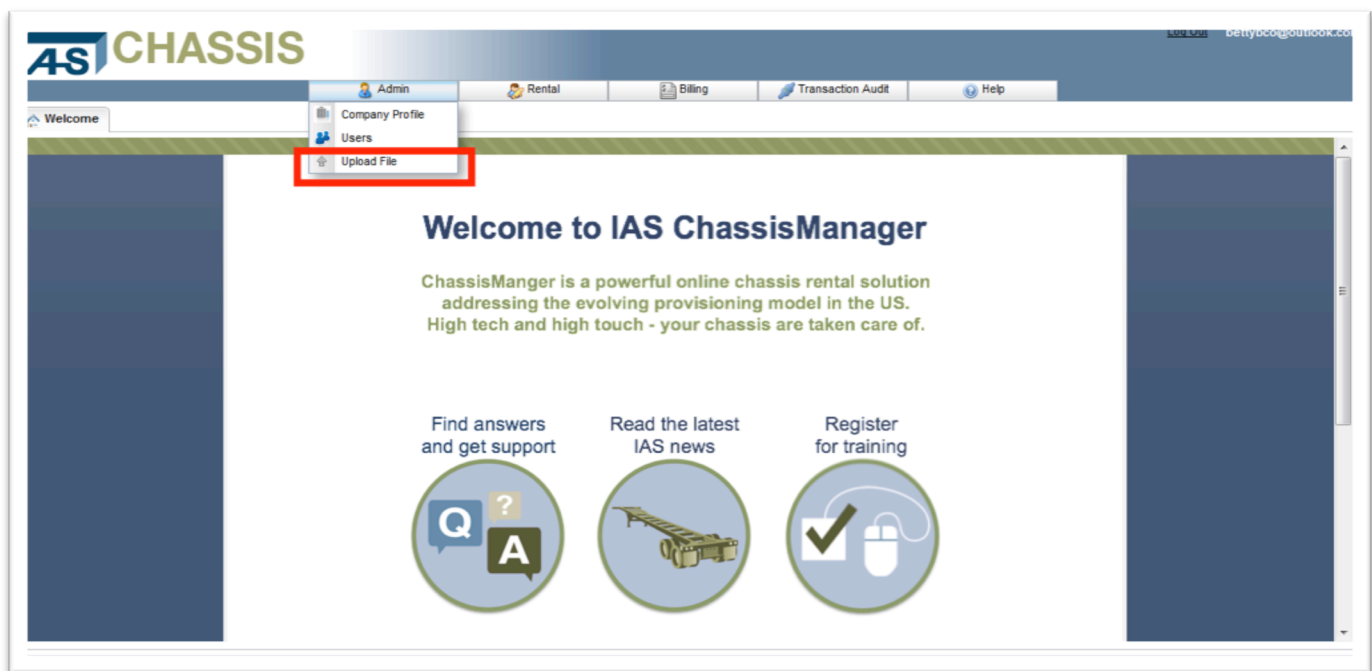 IAS CHASSIS
Log Out bettybco@outlook.co
Admin Rental Billing Transaction Audit Help
Welcome
Company Profile
Users
Upload File
Welcome to IAS ChassisManager
ChassisManger is a powerful online chassis rental solution
addressing the evolving provisioning model in the US.
High tech and high touch - your chassis are taken care of.
Find answers
and get support
Read the latest
IAS news
Register
for training
Q ? A